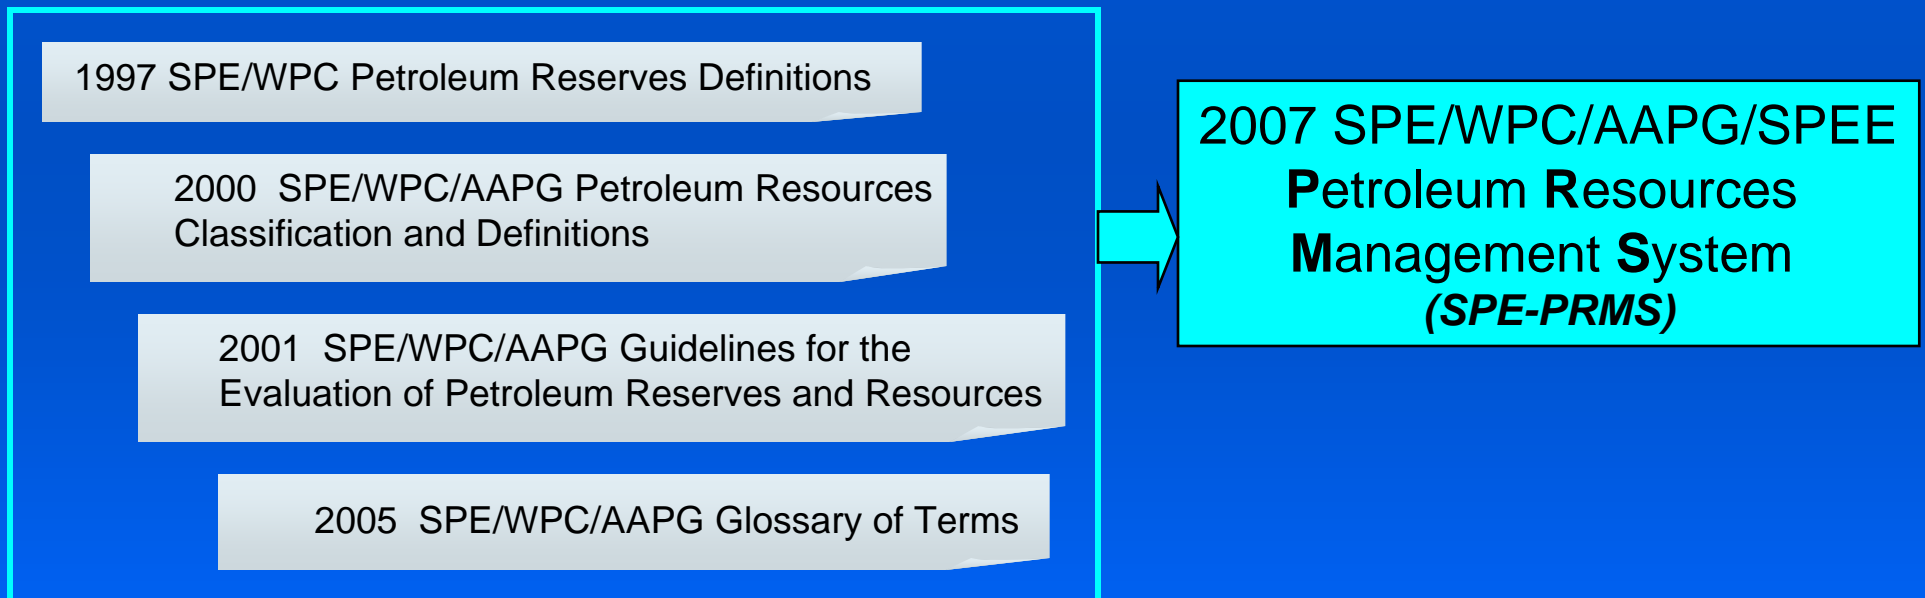 1997 SPE/WPC Petroleum Reserves Definitions
2000 SPE/WPC/AAPG Petroleum Resources
Classification and Definitions
2001 SPE/WPC/AAPG Guidelines for the
Evaluation of Petroleum Reserves and Resources
2005 SPE/WPC/AAPG Glossary of Terms
2007 SPE/WPC/AAPG/SPEE
Petroleum Resources
Management System
(SPE-PRMS)